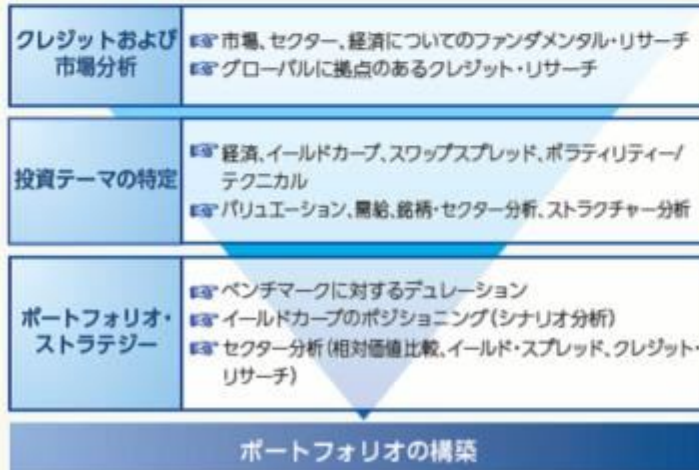 クレジットおよび
市場分析
☞市場、セクター、経済についてのファンダメンタル・リサーチ
☞グローバルに拠点のあるクレジット・リサーチ
投資テーマの特定
☞経済、イールドカーブ、スワップスプレッド、ボラティリティー/
テクニカル
☞バリュエーション、需給、銘柄・セクター分析、ストラクチャー分析
ポートフォリオ・
ストラテジー
☞ベンチマークに対するデュレーション
☞イールドカーブのポジショニング(シナリオ分析)
☞セクター分析(相対価値比較、イールド・スプレッド、クレジット・
リサーチ)
ポートフォリオの構築